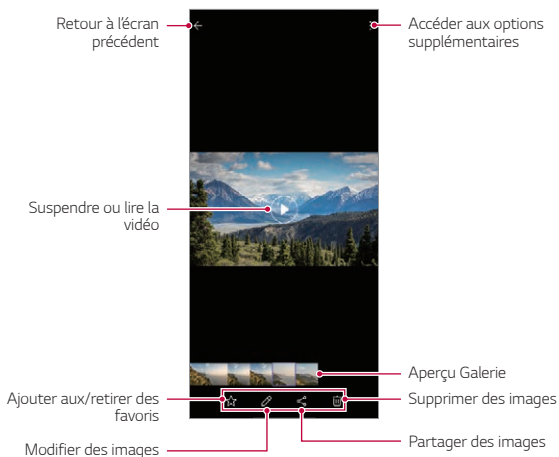 Retour à l'écran
précédent
Accéder aux options
supplémentaires
Suspendre ou lire la
vidéo
Aperçu Galerie
Ajouter aux/retirer des
favoris
Supprimer des images
Modifier des images
Partager des images